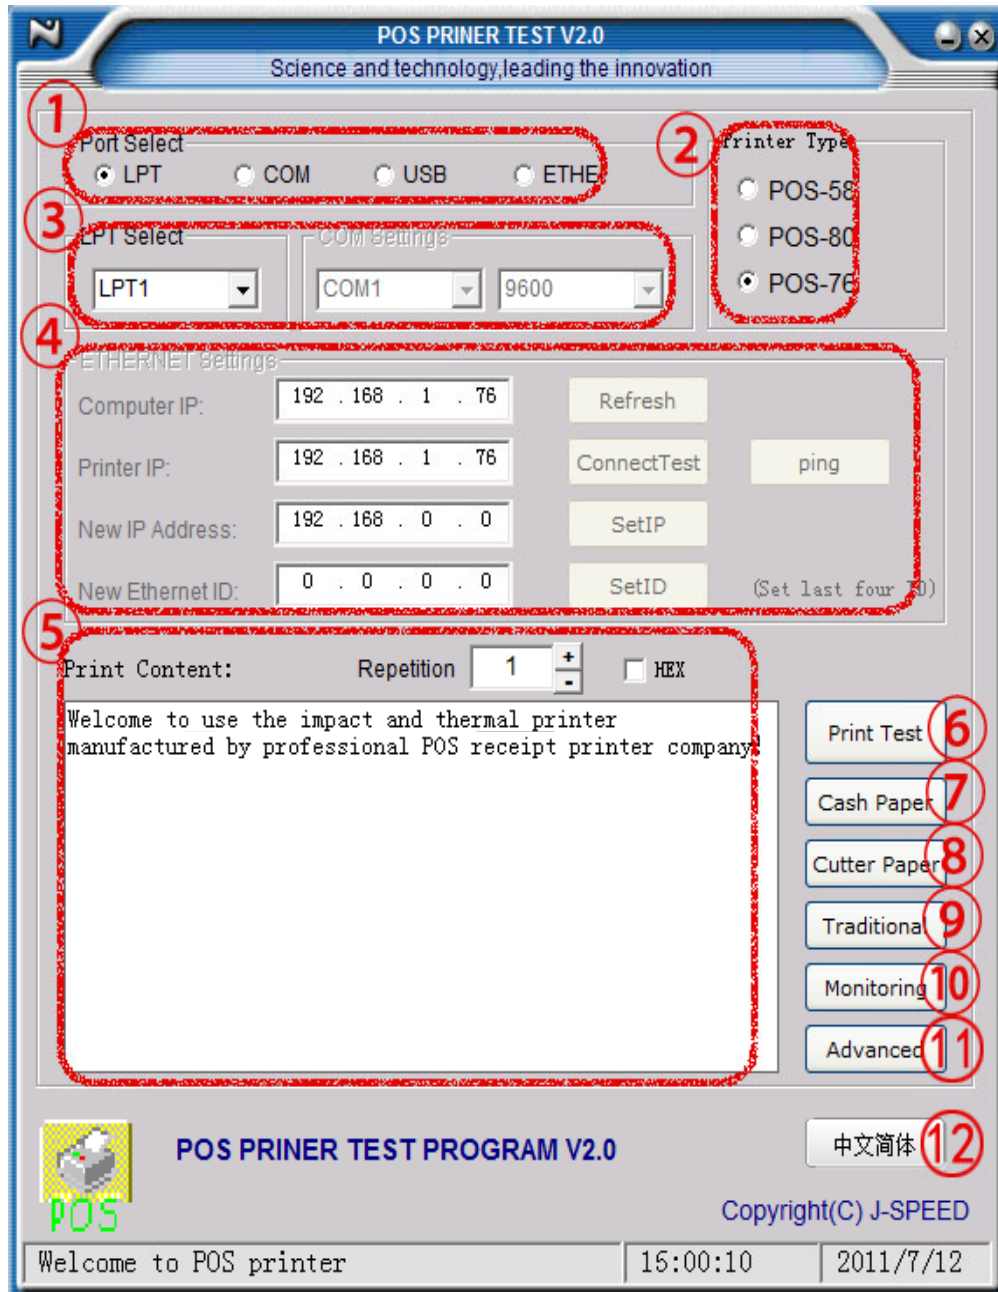 POS PRINER TEST V2.0
Science and technology,leading the innovation
1
Port Select
LPT COM USB ETHE
2
Printer Type
POS-58
POS-80
POS-76
3
LPT Select COM Settings
LPT1 COM1 9600
4
ETHERNET Settings
Computer IP: 192 . 168 . 1 . 76 Refresh
Printer IP: 192 . 168 . 1 . 76 ConnectTest ping
New IP Address: 192 . 168 . 0 . 0 SetIP
New Ethernet ID: 0 . 0 . 0 . 0 SetID (Set last four ID)
5
Print Content: Repetition 1 + - HEX
Welcome to use the impact and thermal printer
manufactured by professional POS receipt printer company!
Print Test 6
Cash Paper 7
Cutter Paper 8
Traditional 9
Monitoring 10
Advanced 11
POS PRINER TEST PROGRAM V2.0
中文简体 12
POS
Copyright(C) J-SPEED
Welcome to POS printer 15:00:10 2011/7/12